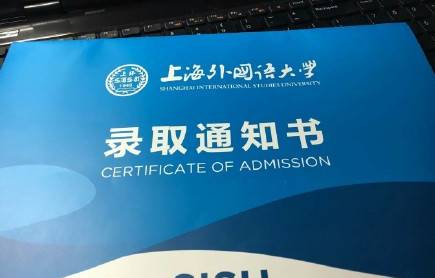 上海外国语大学
SHANGHAI INTERNATIONAL STUDIES UNIVERSITY
录取通知书
CERTIFICATE OF ADMISSION
SISU